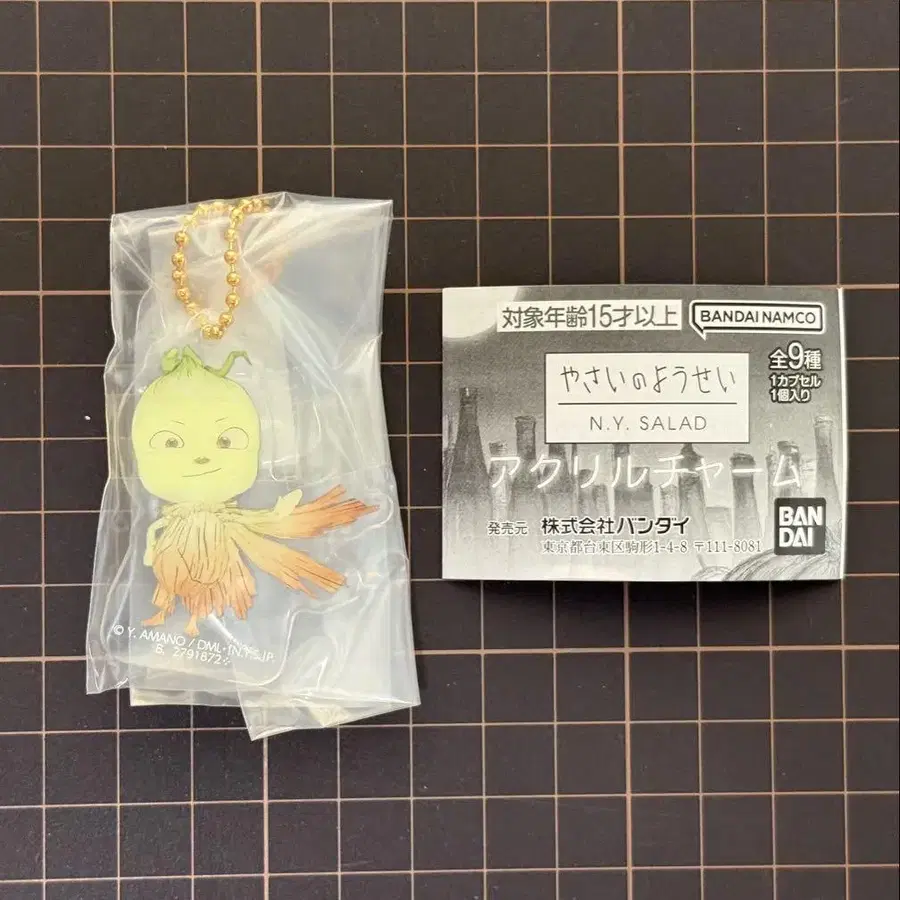 © Y. AMANO / DML・N.Y.S.JP.
B. 2791872
対象年齢15才以上
BANDAI NAMCO
やさいのようせい
N.Y. SALAD
全9種
1カプセル
1個入り
アクリルチャーム
発売元 株式会社バンダイ
東京都台東区駒形1-4-8 〒111-8081
BAN
DAI